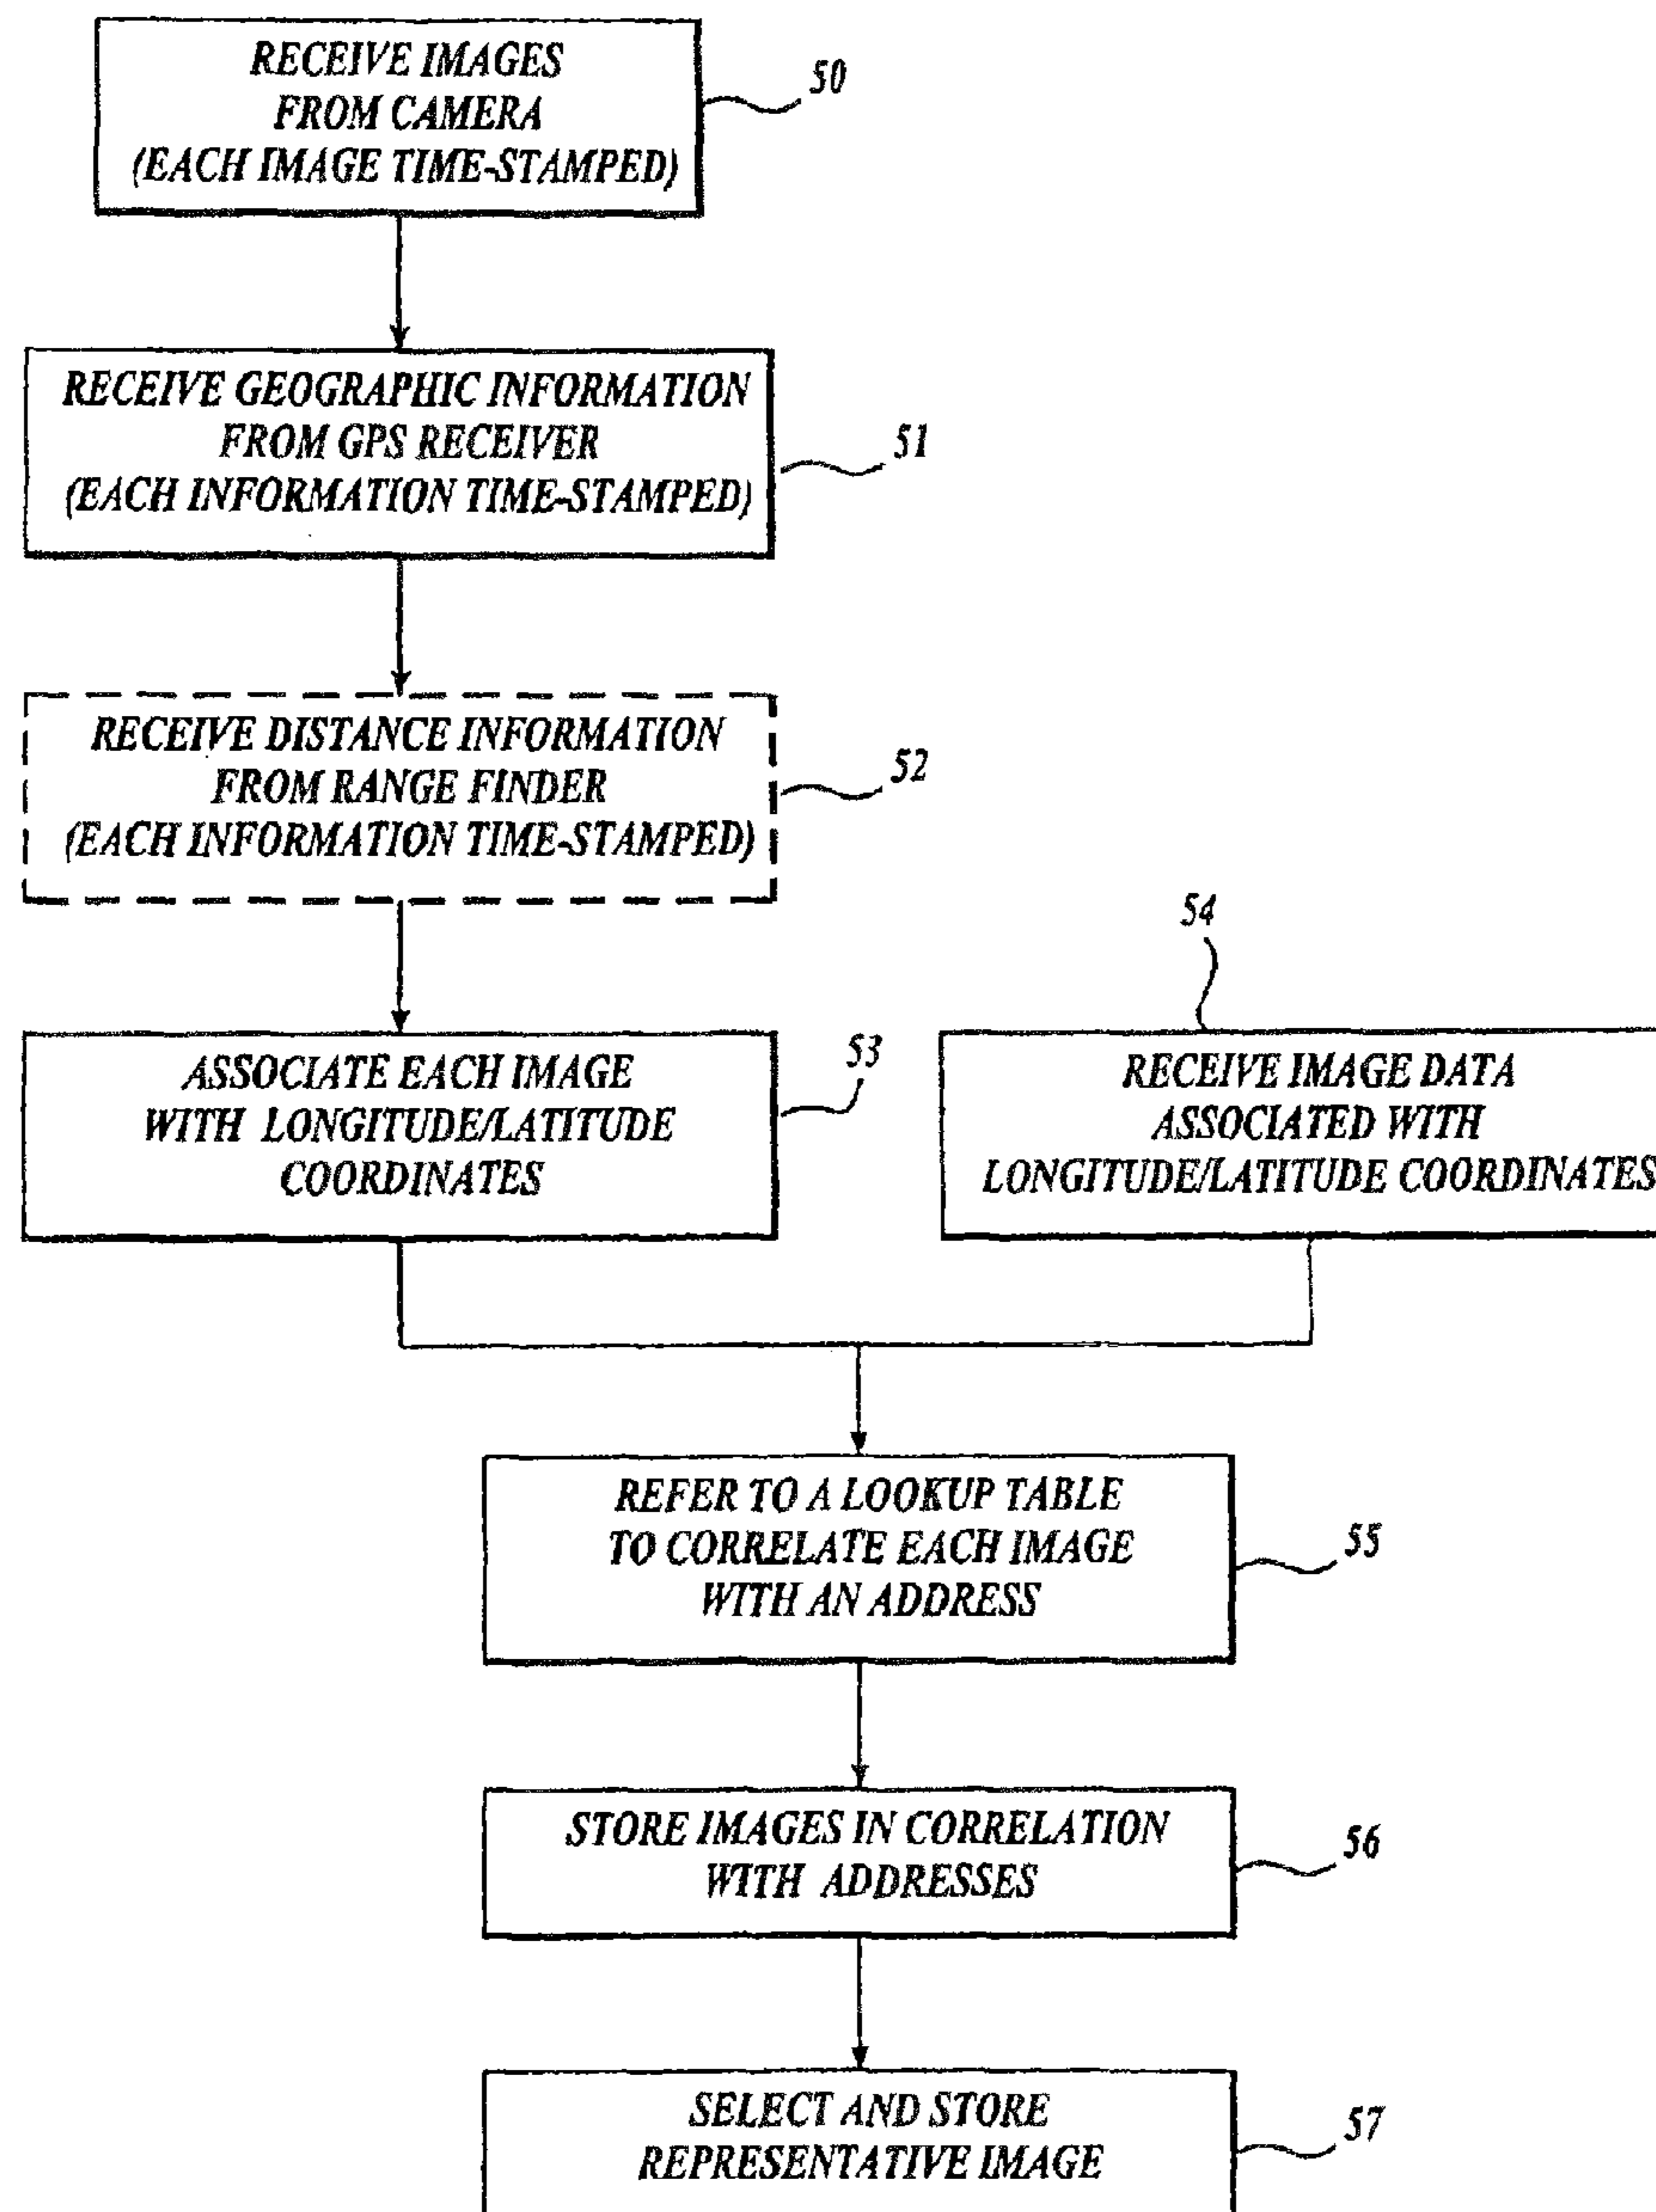 RECEIVE IMAGES
FROM CAMERA
(EACH IMAGE TIME-STAMPED)
50
RECEIVE GEOGRAPHIC INFORMATION
FROM GPS RECEIVER
(EACH INFORMATION TIME-STAMPED)
51
RECEIVE DISTANCE INFORMATION
FROM RANGE FINDER
(EACH INFORMATION TIME-STAMPED)
52
ASSOCIATE EACH IMAGE
WITH LONGITUDE/LATITUDE
COORDINATES
53
54
RECEIVE IMAGE DATA
ASSOCIATED WITH
LONGITUDE/LATITUDE COORDINATES
REFER TO A LOOKUP TABLE
TO CORRELATE EACH IMAGE
WITH AN ADDRESS
55
STORE IMAGES IN CORRELATION
WITH ADDRESSES
56
SELECT AND STORE
REPRESENTATIVE IMAGE
57